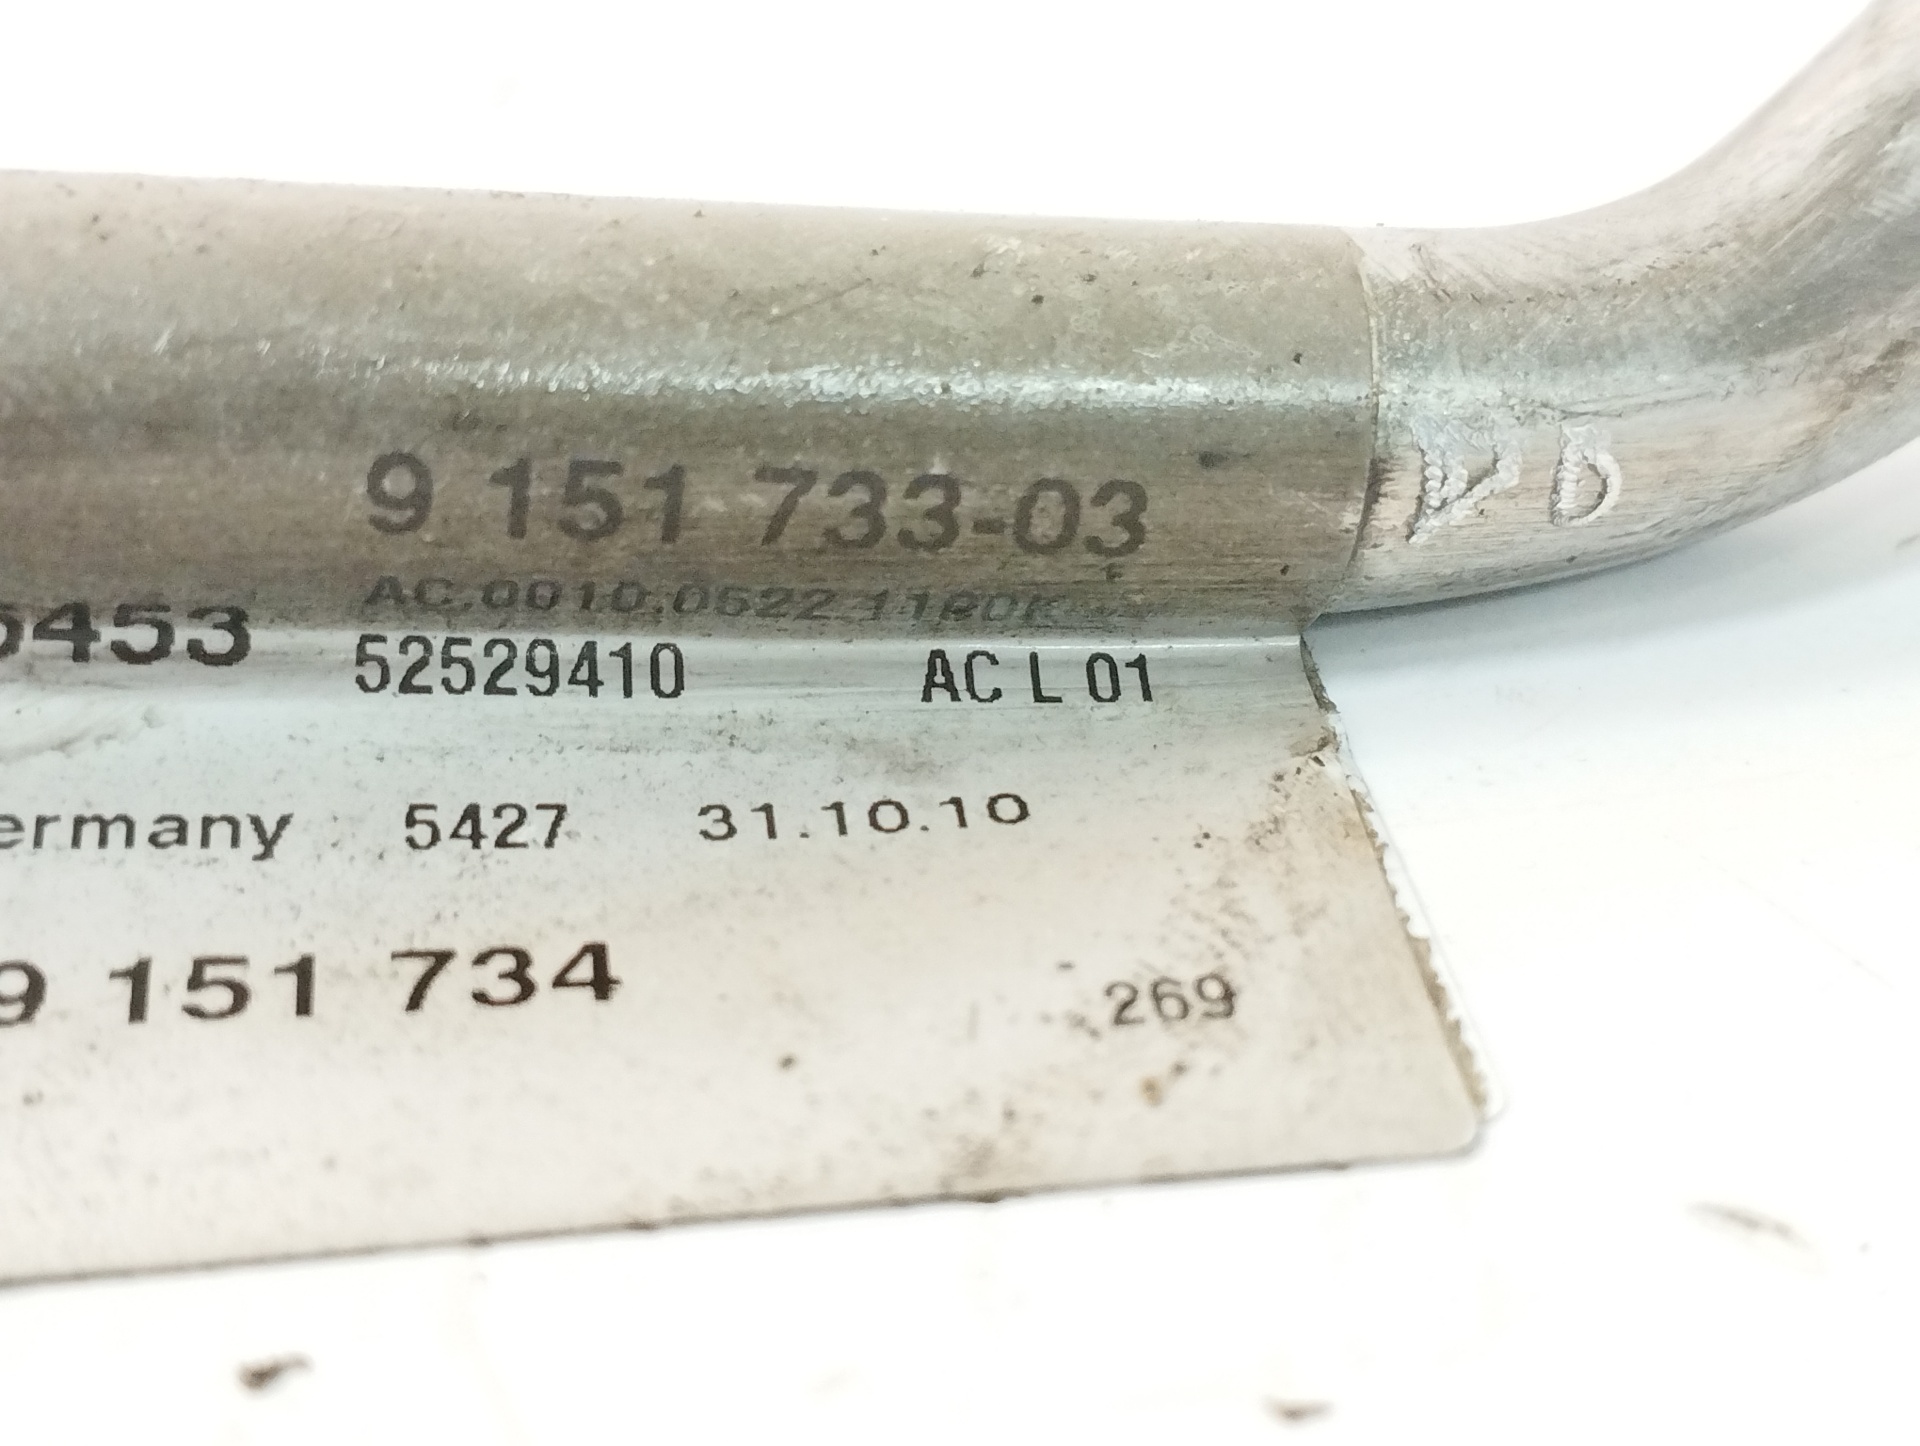 9 151 733-03
D
5453
52529410 AC L 01
ermany 5427 31.10.10
9 151 734
269